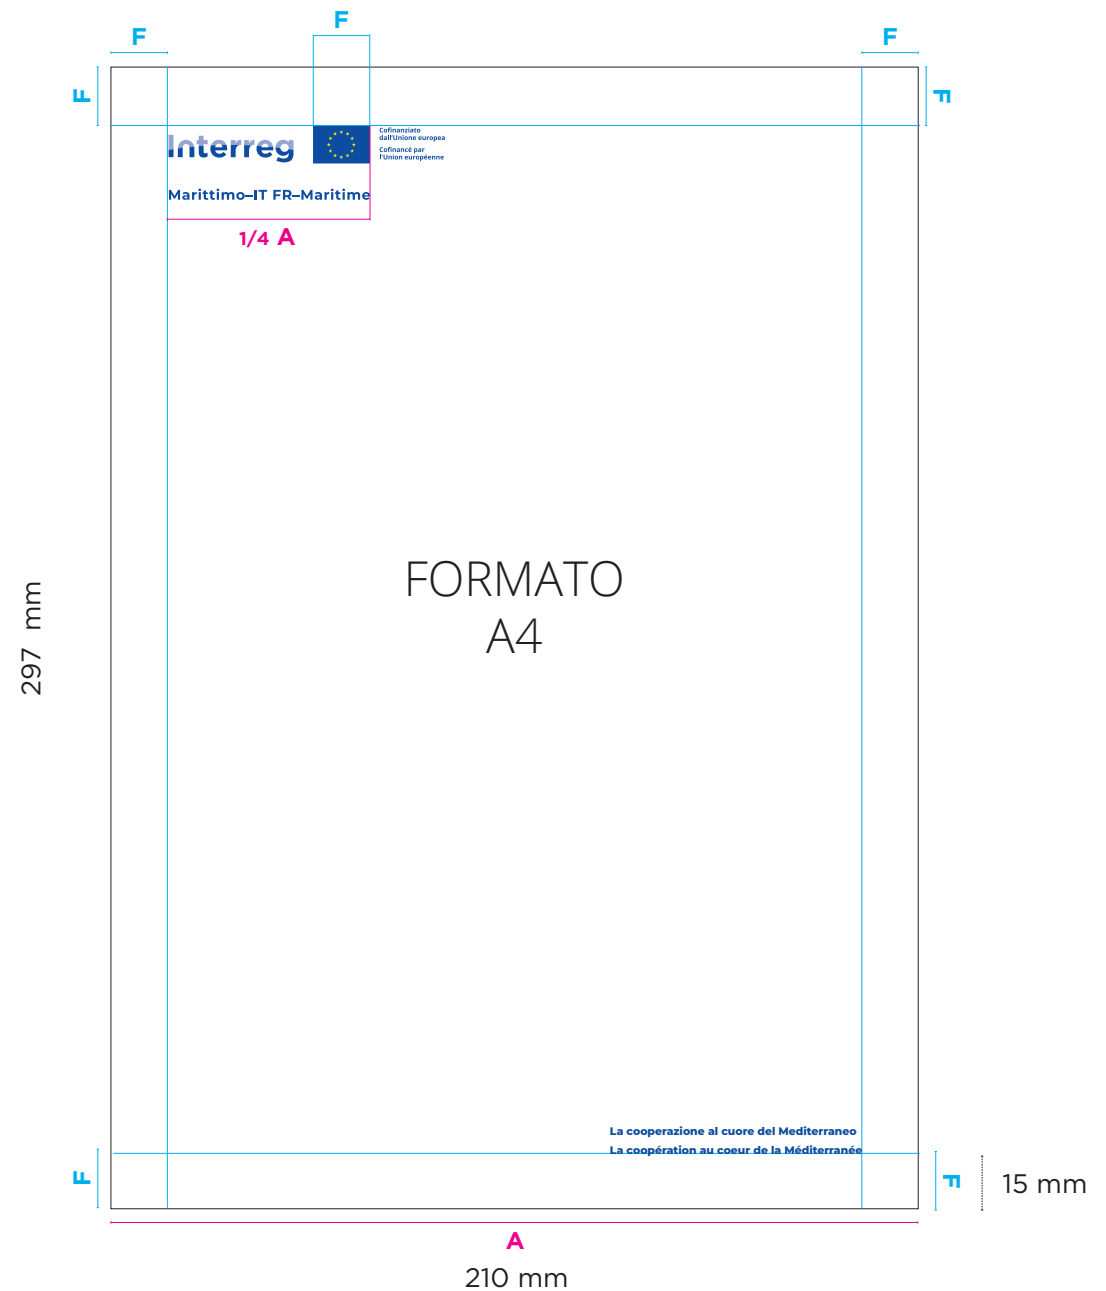 F
F
F
F
F
Interreg
Cofinanziato
dall'Unione europea
Cofinancé par
l'Union européenne
Marittimo–IT FR–Maritime
1/4 A
FORMATO
A4
297 mm
La cooperazione al cuore del Mediterraneo
La coopération au coeur de la Méditerranée
F
F
15 mm
A
210 mm